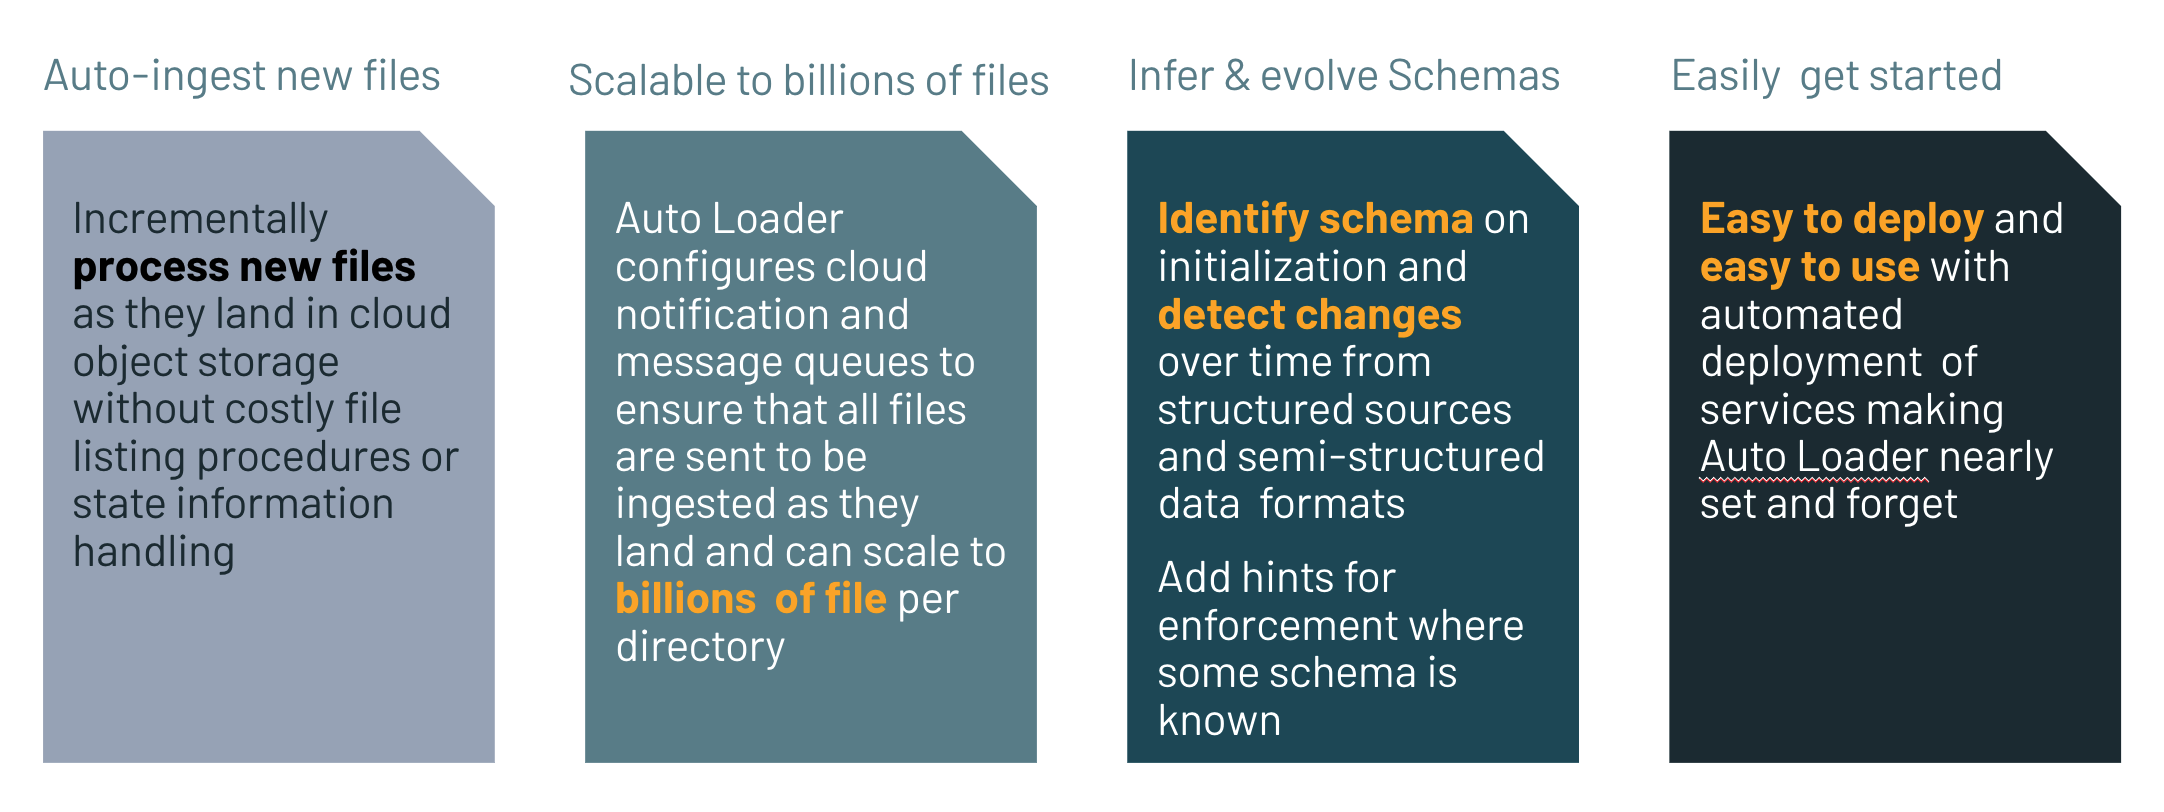 Auto-ingest new files
Incrementally
process new files
as they land in cloud
object storage
without costly file
listing procedures or
state information
handling
Scalable to billions of files
Auto Loader
configures cloud
notification and
message queues to
ensure that all files
are sent to be
ingested as they
land and can scale to
billions  of file per
directory
Infer & evolve Schemas
Identify schema on
initialization and
detect changes
over time from
structured sources
and semi-structured
data  formats
Add hints for
enforcement where
some schema is
known
Easily  get started
Easy to deploy and
easy to use with
automated
deployment  of
services making
Auto Loader nearly
set and forget